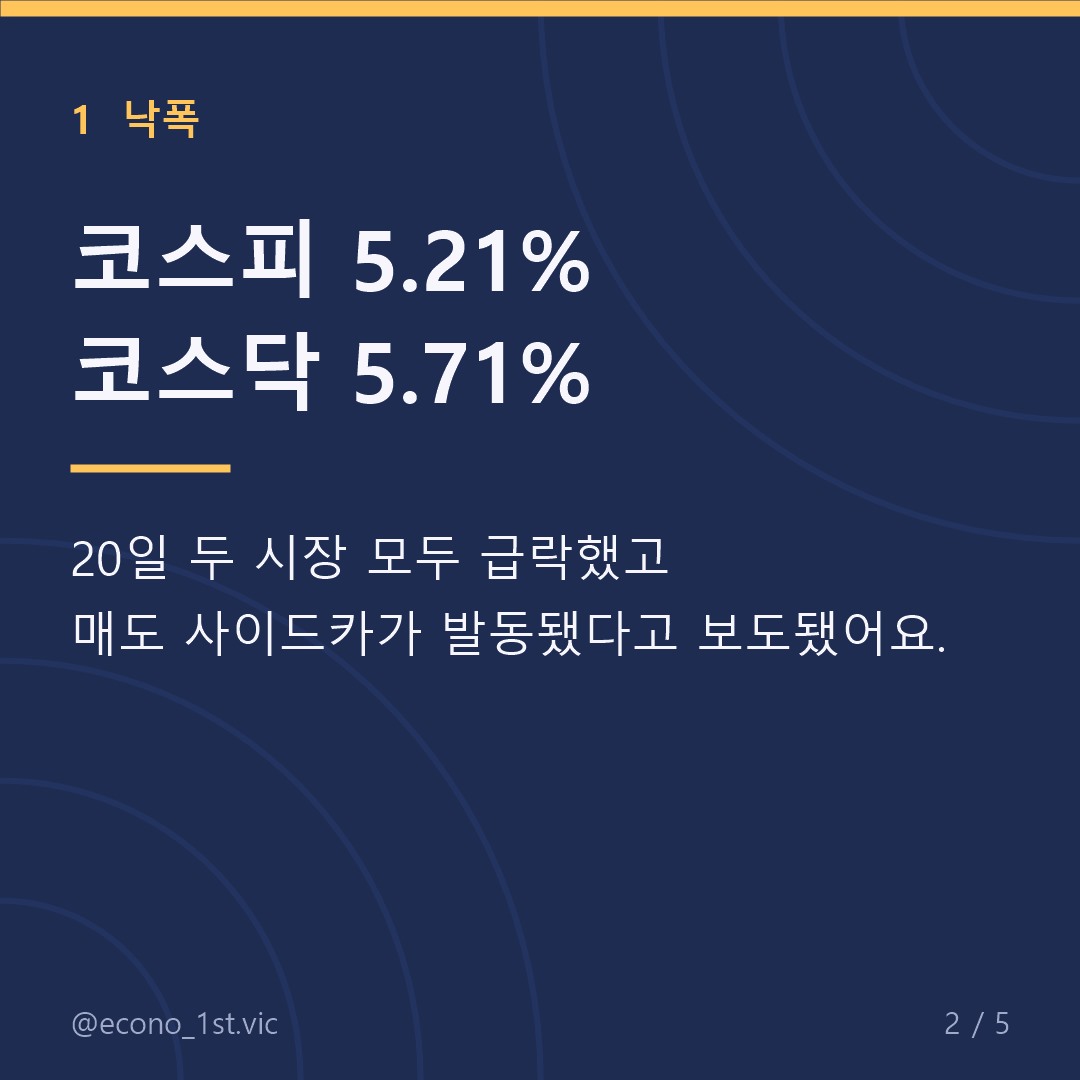 1 낙폭
코스피 5.21%
코스닥 5.71%
20일 두 시장 모두 급락했고
매도 사이드카가 발동됐다고 보도됐어요.
@econo_1st.vic
2 / 5